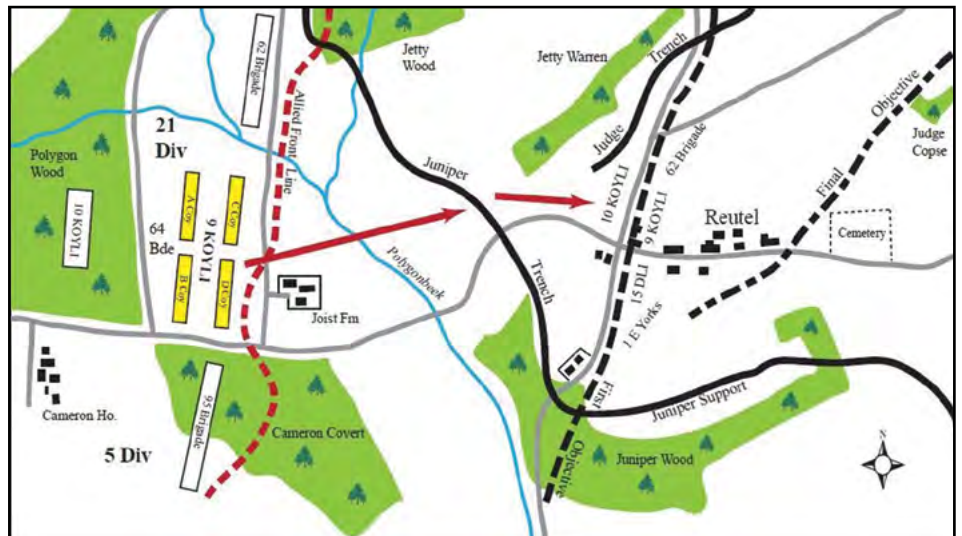 62 Brigade
Jetty
Wood
Jetty Warren
Trench
Judge
Objective
Final
Judge
Copse
Allied Front Line
21
Div
Polygon
Wood
Juniper
62 Brigade
10 KOYLI
A Coy
C Coy
9 KOYLI
64
Bde
B Coy
D Coy
10 KOYLI
9 KOYLI
Reutel
Cemetery
Polygonbeek
Trench
15 DLI
Joist Fm
1 E Yorks
First
Objective
Cameron Ho.
95 Brigade
Cameron Covert
5 Div
Juniper Support
Juniper Wood
N